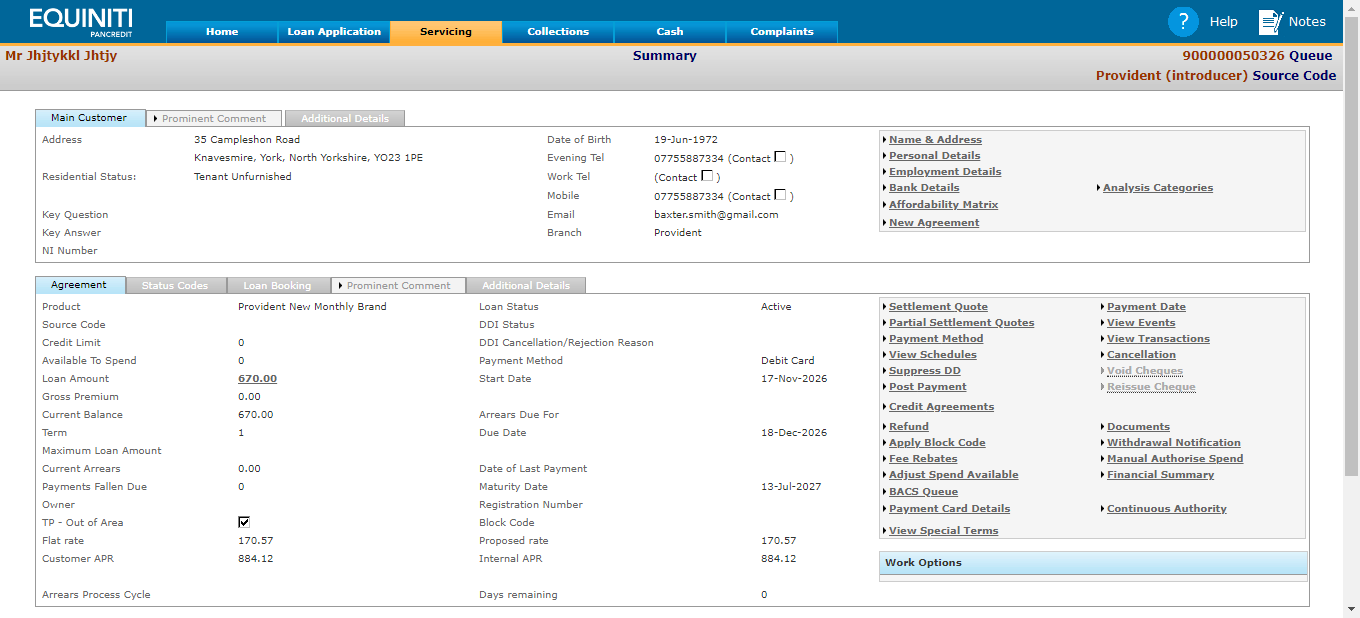 EQUINITI
PANCREDIT
Home Loan Application Servicing Collections Cash Complaints
? Help Notes
Mr Jhjtykkl Jhtjy Summary 900000050326 Queue
Provident (introducer) Source Code
Main Customer Prominent Comment Additional Details
Address 35 Campleshon Road Date of Birth 19-Jun-1972 Name & Address
Knavesmire, York, North Yorkshire, YO23 1PE Evening Tel 07755887334 (Contact ) Personal Details
Residential Status: Tenant Unfurnished Work Tel (Contact ) Employment Details
Mobile 07755887334 (Contact ) Bank Details Analysis Categories
Key Question Email baxter.smith@gmail.com Affordability Matrix
Key Answer Branch Provident New Agreement
NI Number
Agreement Status Codes Loan Booking Prominent Comment Additional Details
Product Provident New Monthly Brand Loan Status Active Settlement Quote Payment Date
Source Code DDI Status Partial Settlement Quotes View Events
Credit Limit 0 DDI Cancellation/Rejection Reason Payment Method View Transactions
Available To Spend 0 Payment Method Debit Card View Schedules Cancellation
Loan Amount 670.00 Start Date 17-Nov-2026 Suppress DD Void Cheques
Gross Premium 0.00 Post Payment Reissue Cheque
Current Balance 670.00 Arrears Due For Credit Agreements
Term 1 Due Date 18-Dec-2026 Refund Documents
Maximum Loan Amount Apply Block Code Withdrawal Notification
Current Arrears 0.00 Date of Last Payment Fee Rebates Manual Authorise Spend
Payments Fallen Due 0 Maturity Date 13-Jul-2027 Adjust Spend Available Financial Summary
Owner Registration Number BACS Queue
TP - Out of Area Block Code Payment Card Details Continuous Authority
Flat rate 170.57 Proposed rate 170.57 View Special Terms
Customer APR 884.12 Internal APR 884.12 Work Options
Arrears Process Cycle Days remaining 0